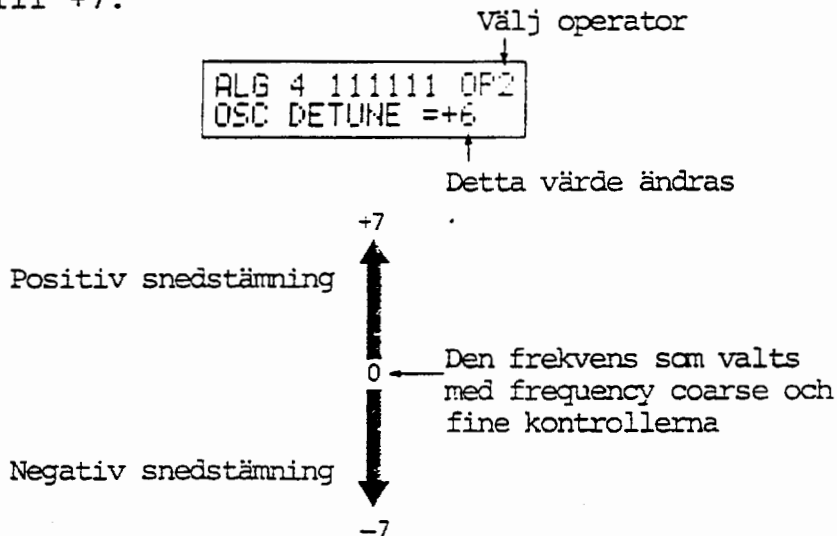 till +7.
Välj operator
ALG 4 111111 OP2
OSC DETUNE =+6
Detta värde ändras
+7
Positiv snedstämning
0
Den frekvens som valts
med frequency coarse och
fine kontrollerna
Negativ snedstämning
-7